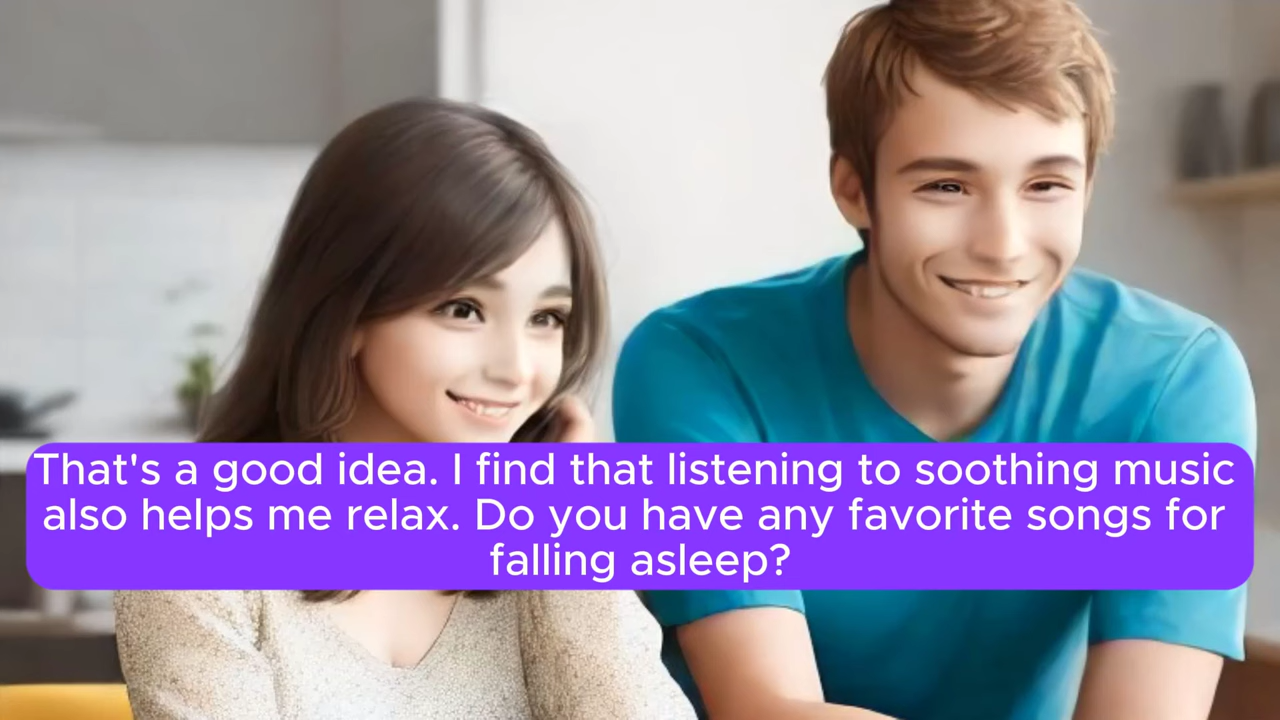 That's a good idea. I find that listening to soothing music
also helps me relax. Do you have any favorite songs for
falling asleep?